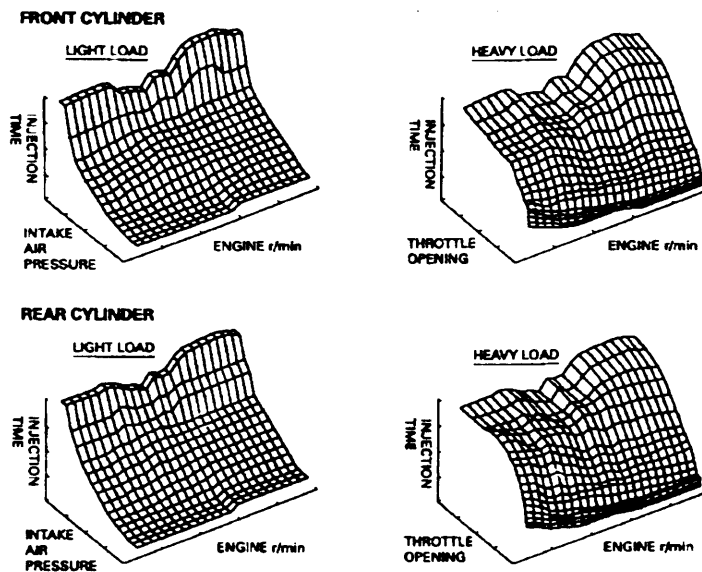 FRONT CYLINDER
LIGHT LOAD
INJECTION
TIME
INTAKE
AIR
PRESSURE
ENGINE r/min
HEAVY LOAD
INJECTION
TIME
THROTTLE
OPENING
ENGINE r/min
REAR CYLINDER
LIGHT LOAD
INJECTION
TIME
INTAKE
AIR
PRESSURE
ENGINE r/min
HEAVY LOAD
INJECTION
TIME
THROTTLE
OPENING
ENGINE r/min